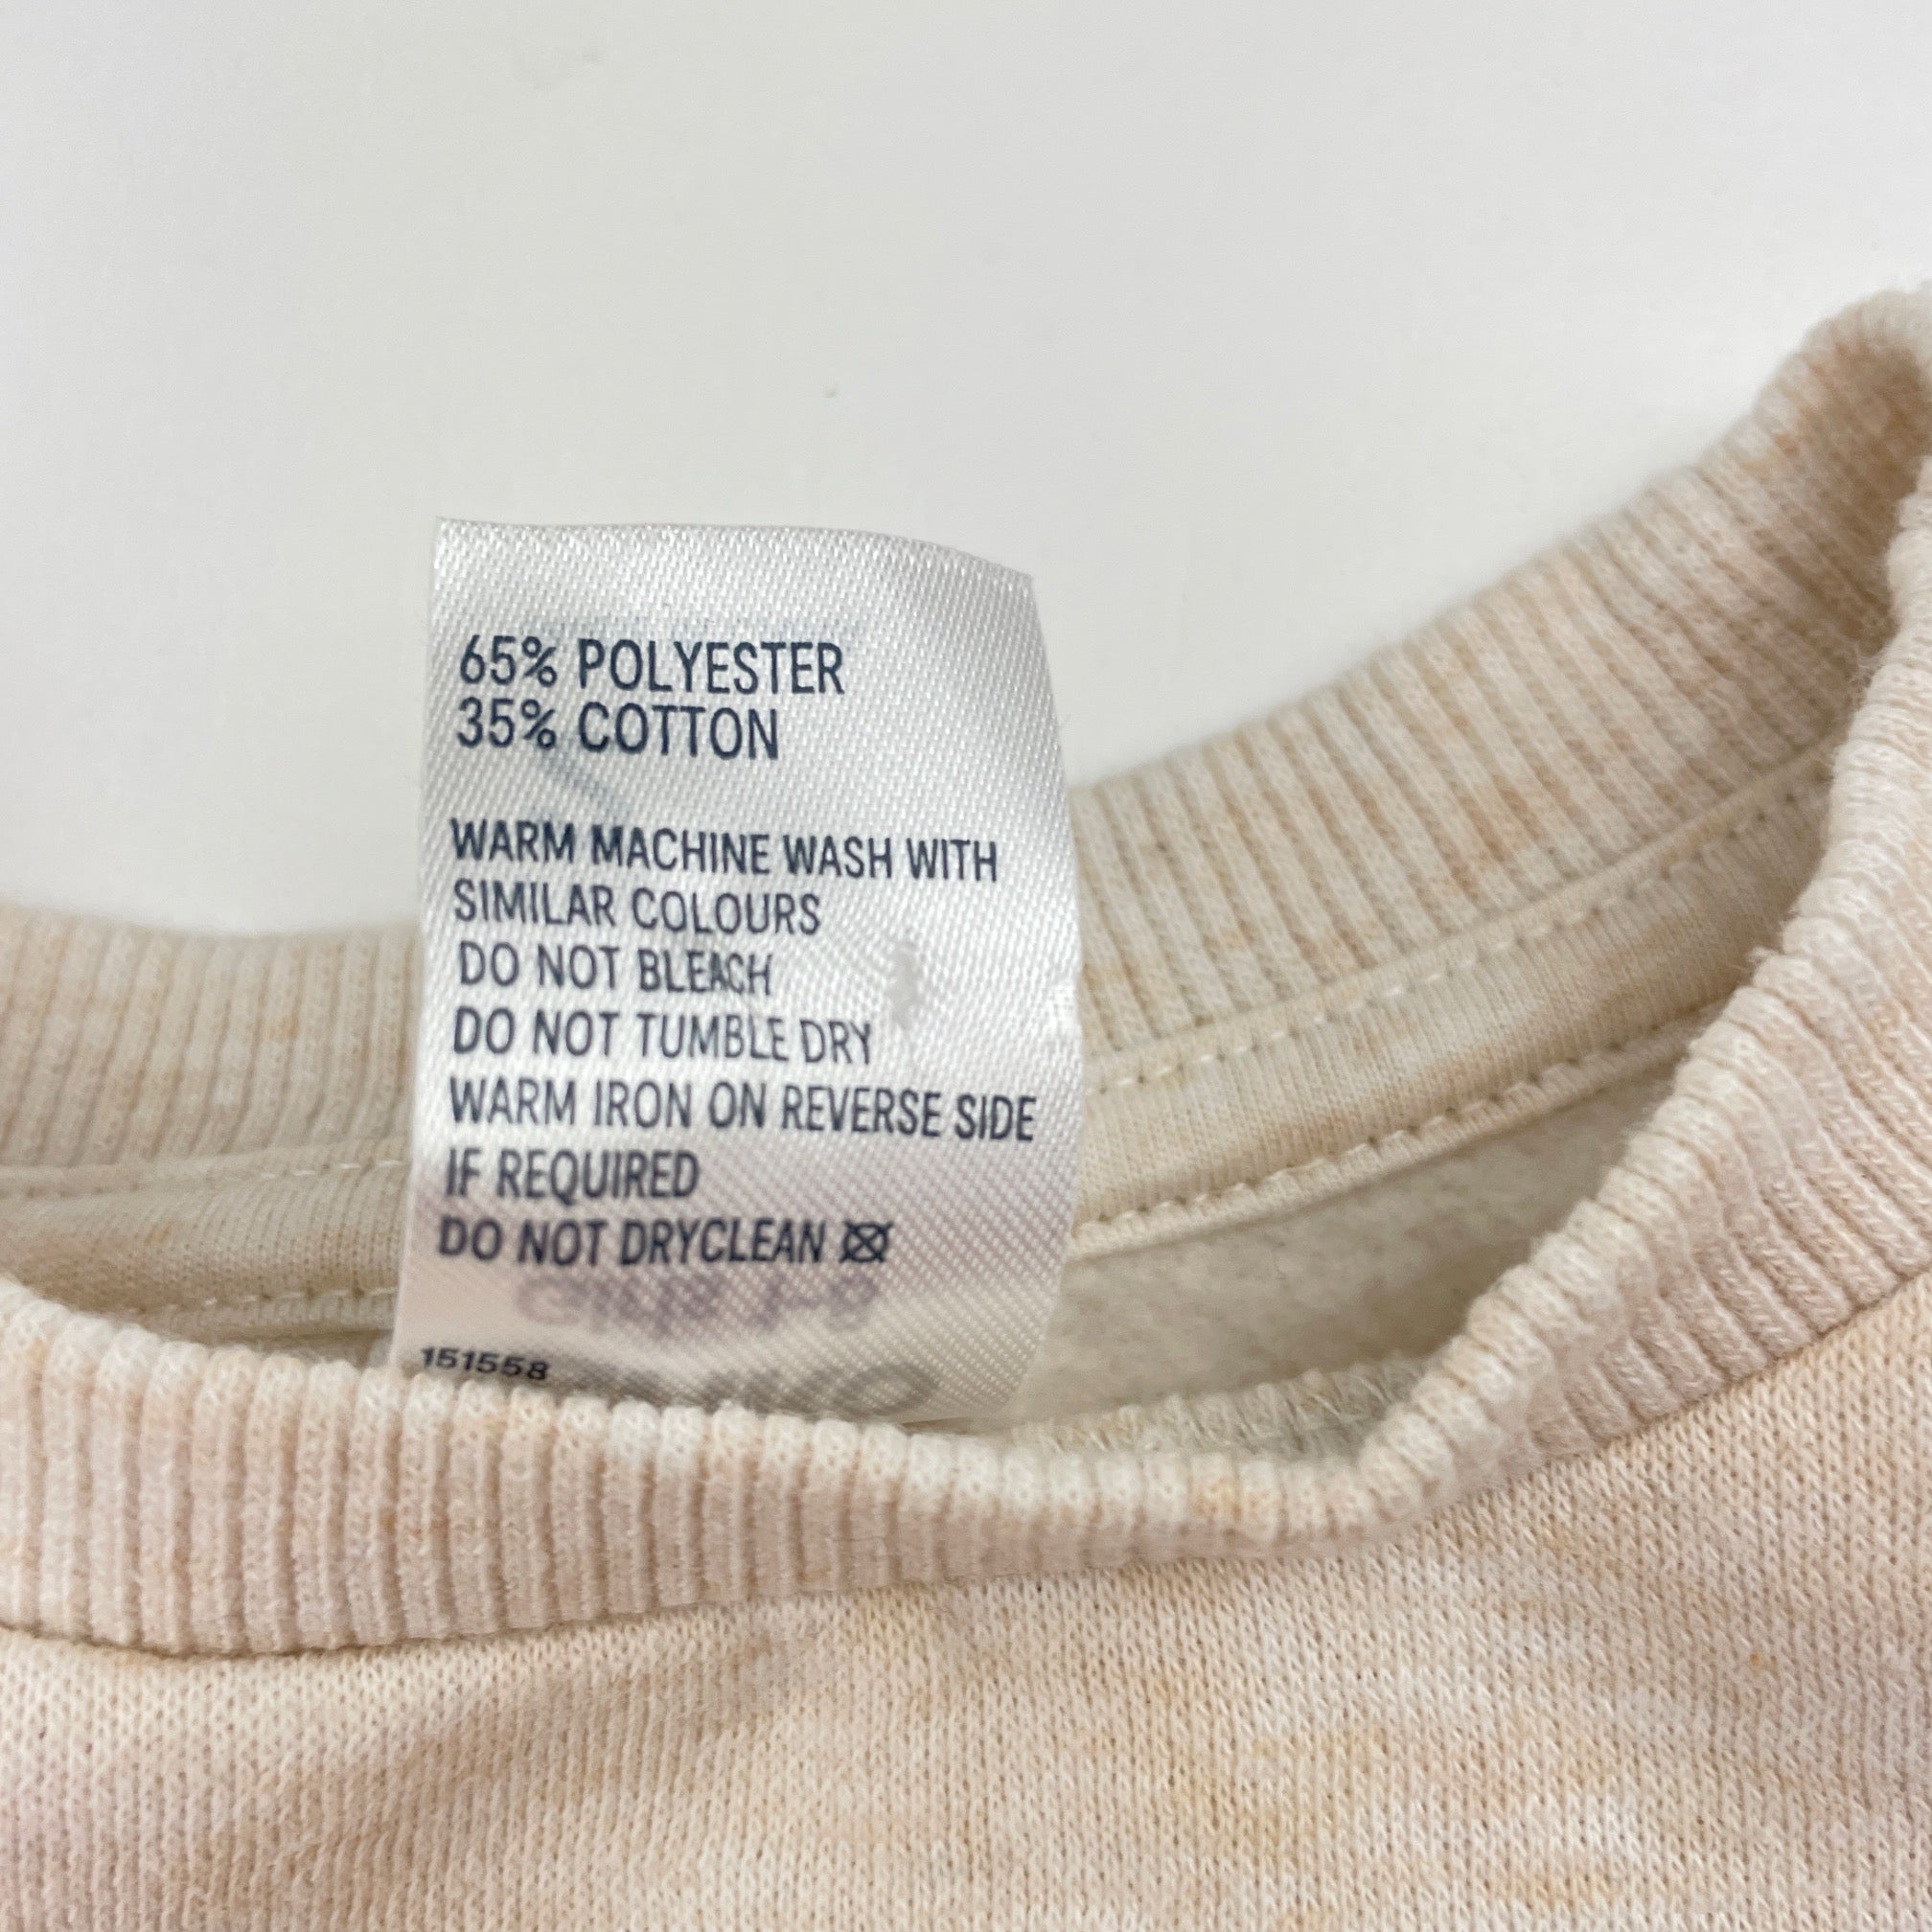 65% POLYESTER
35% COTTON
WARM MACHINE WASH WITH
SIMILAR COLOURS
DO NOT BLEACH
DO NOT TUMBLE DRY
WARM IRON ON REVERSE SIDE
IF REQUIRED
DO NOT DRYCLEAN
151558